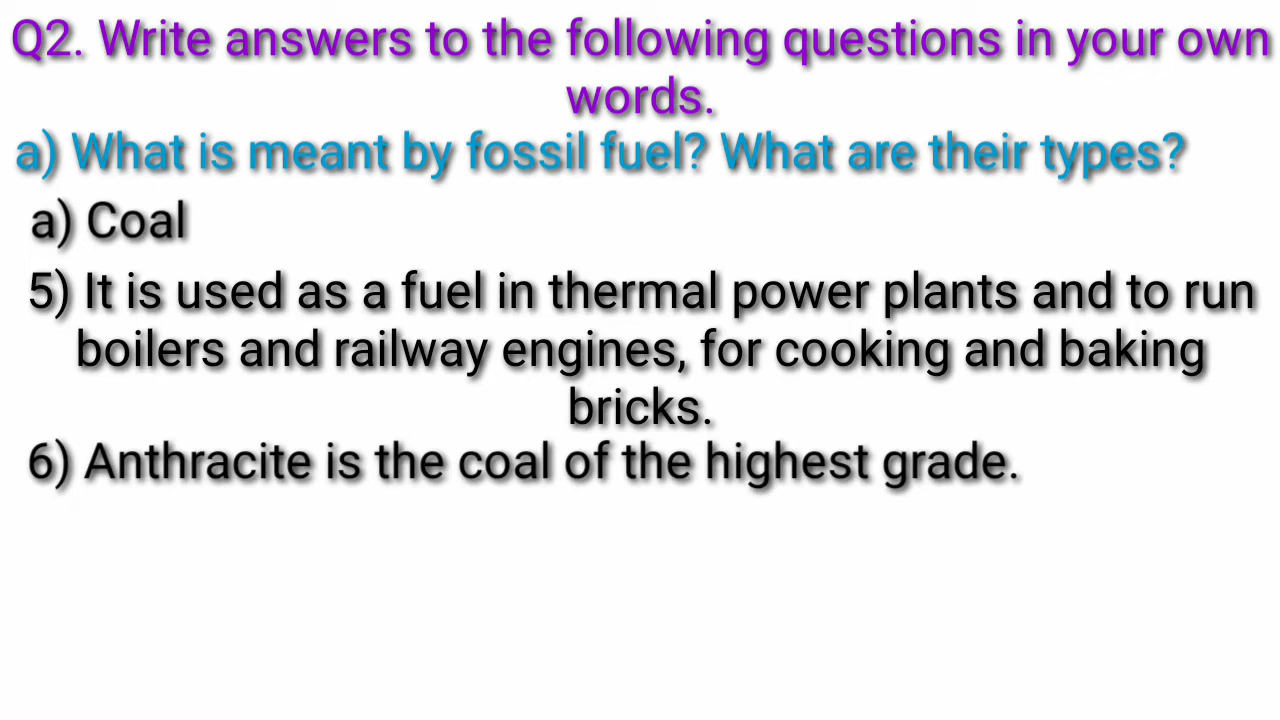 Q2. Write answers to the following questions in your own
words.
a) What is meant by fossil fuel? What are their types?
a) Coal
5) It is used as a fuel in thermal power plants and to run
boilers and railway engines, for cooking and baking
bricks.
6) Anthracite is the coal of the highest grade.